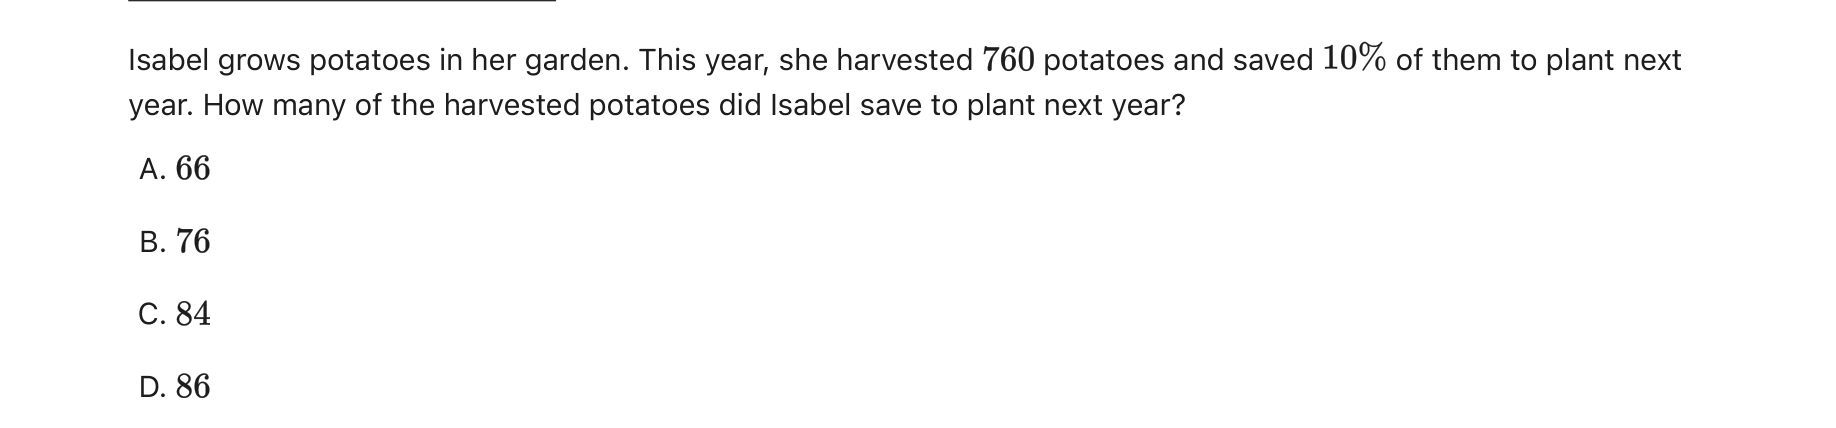 Isabel grows potatoes in her garden. This year, she harvested 760 potatoes and saved 10% of them to plant next
year. How many of the harvested potatoes did Isabel save to plant next year?
A. 66
B. 76
C. 84
D. 86